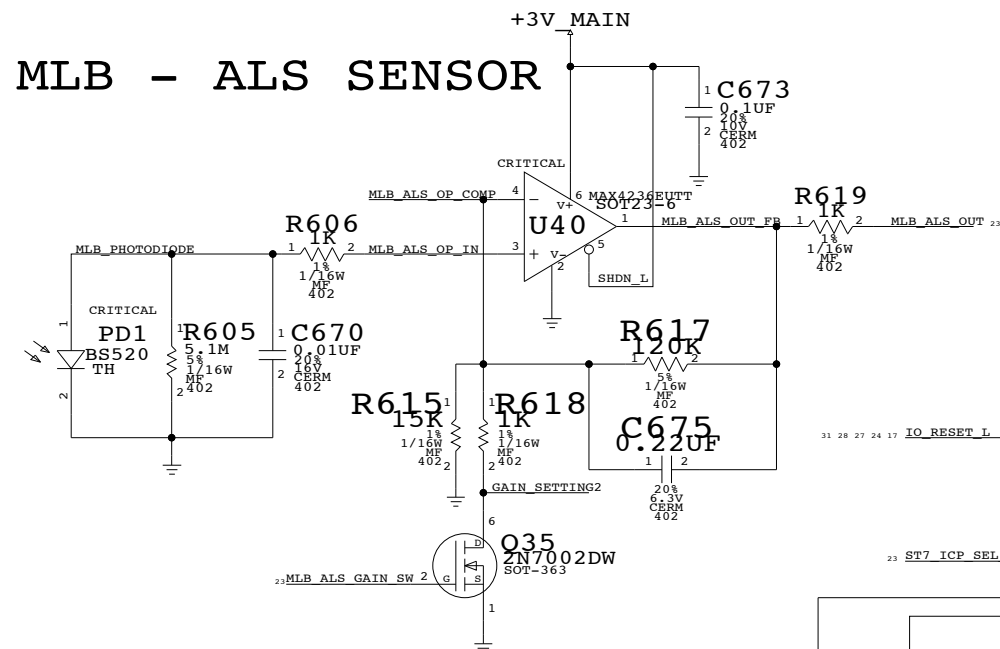 +3V_MAIN
MLB - ALS SENSOR
1
C673
0.1UF
20%
10V
CERM
402
2
CRITICAL
MLB_ALS_OP_COMP
4
6
MAX4236EUTT
SOT23-6
V+
U40
1
MLB_ALS_OUT_FB
R619
1K
1
2
MLB_ALS_OUT
23
1%
1/16W
MF
402
R606
1K
MLB_PHOTODIODE
1
2
MLB_ALS_OP_IN
3
V-
2
5
SHDN_L
1%
1/16W
MF
402
CRITICAL
1
PD1
BS520
TH
2
1
R605
5.1M
5%
1/16W
MF
402
2
1
C670
0.01UF
20%
16V
CERM
402
2
R617
120K
1
2
5%
1/16W
MF
402
R615
1
15K
1%
1/16W
MF
402
2
1
R618
1K
1%
1/16W
MF
402
2
C675
0.22UF
1
2
20%
6.3V
CERM
402
31 28 27 24 17
IO_RESET_L
GAIN_SETTING2
6
Q35
2N7002DW
SOT-363
D
G
S
23
MLB_ALS_GAIN_SW
2
1
23
ST7_ICP_SEL